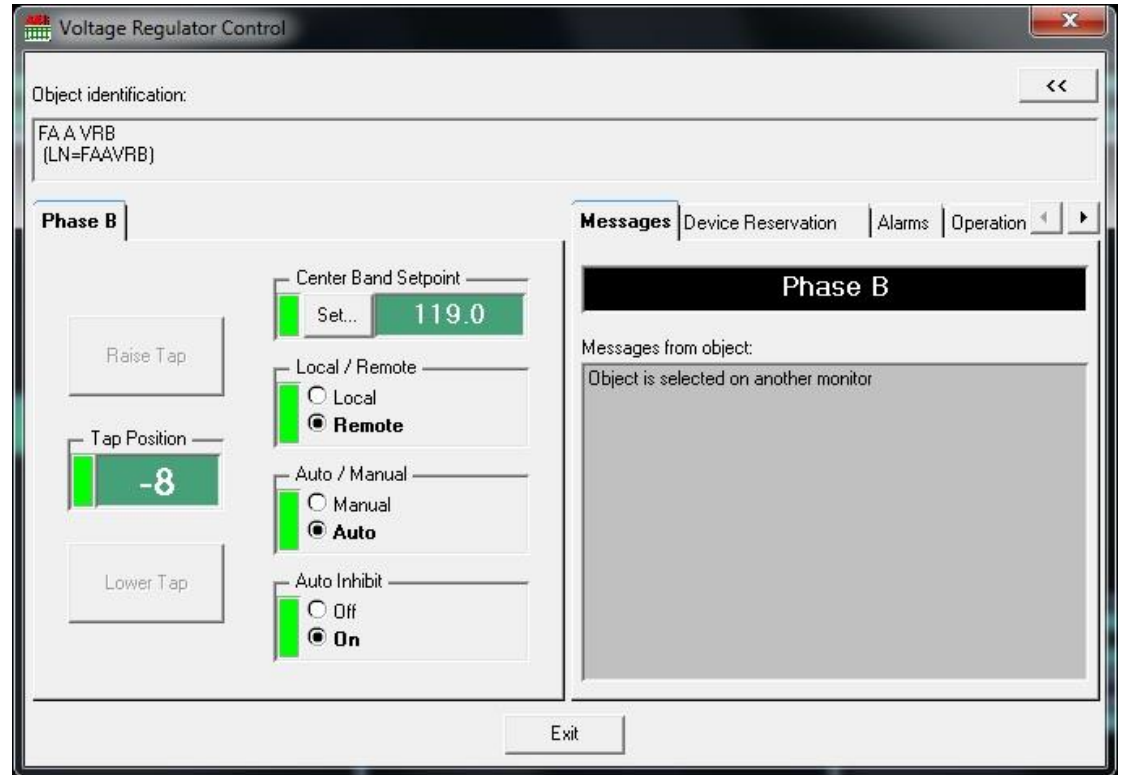 Voltage Regulator Control
<<
Object identification:
FA A VRB
(LN=FAAVRB)
Phase B
Raise Tap
Tap Position
-8
Lower Tap
Center Band Setpoint
Set... 119.0
Local / Remote
Local
Remote
Auto / Manual
Manual
Auto
Auto Inhibit
Off
On
Messages Device Reservation Alarms Operation
Phase B
Messages from object:
Object is selected on another monitor
Exit